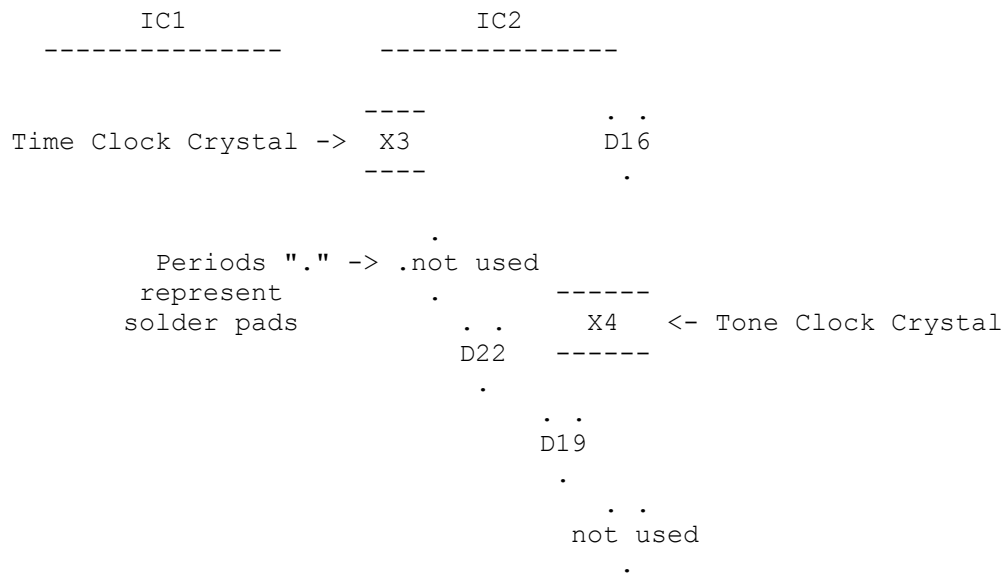 IC1 IC2
--------------- ---------------
---- . .
Time Clock Crystal -> X3 D16
---- .
.
Periods "." -> .not used
represent . ------
solder pads . . X4 <- Tone Clock Crystal
D22 ------
.
. .
D19
.
. .
not used
.